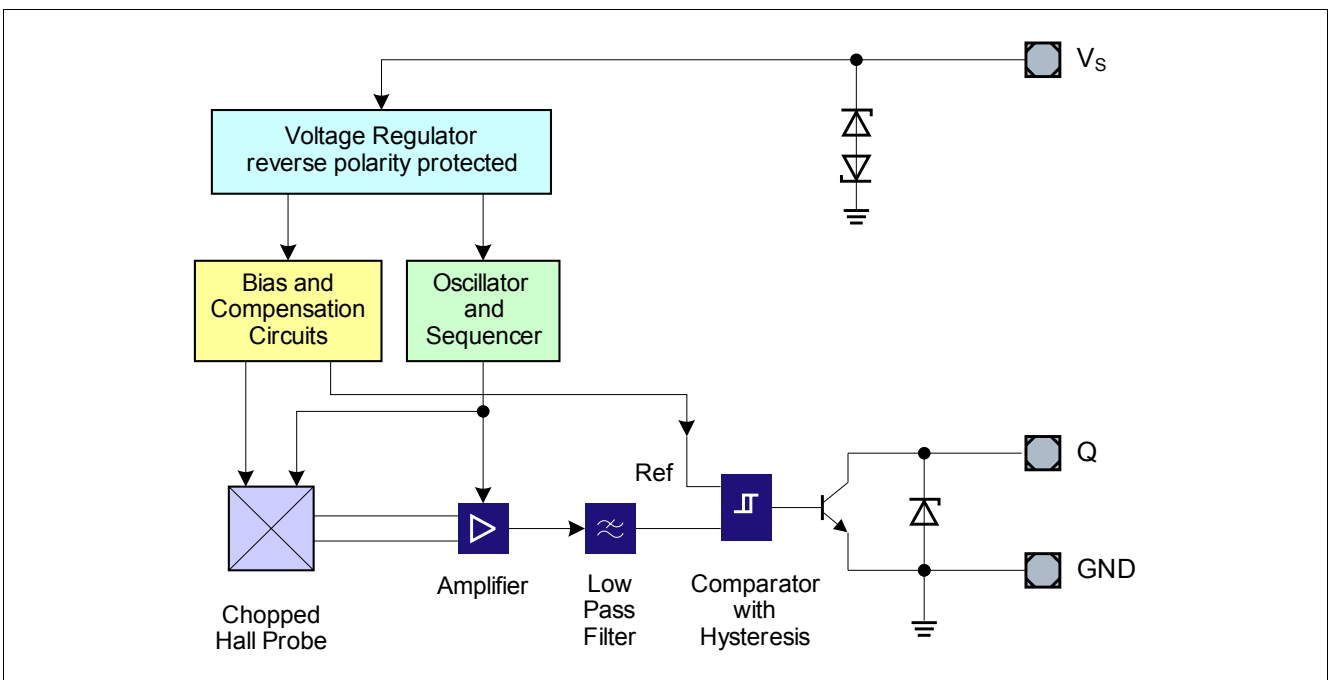 V_S
Voltage Regulator
reverse polarity protected
Bias and
Compensation
Circuits
Oscillator
and
Sequencer
Ref
Q
GND
Amplifier
Low
Pass
Filter
Comparator
with
Hysteresis
Chopped
Hall Probe